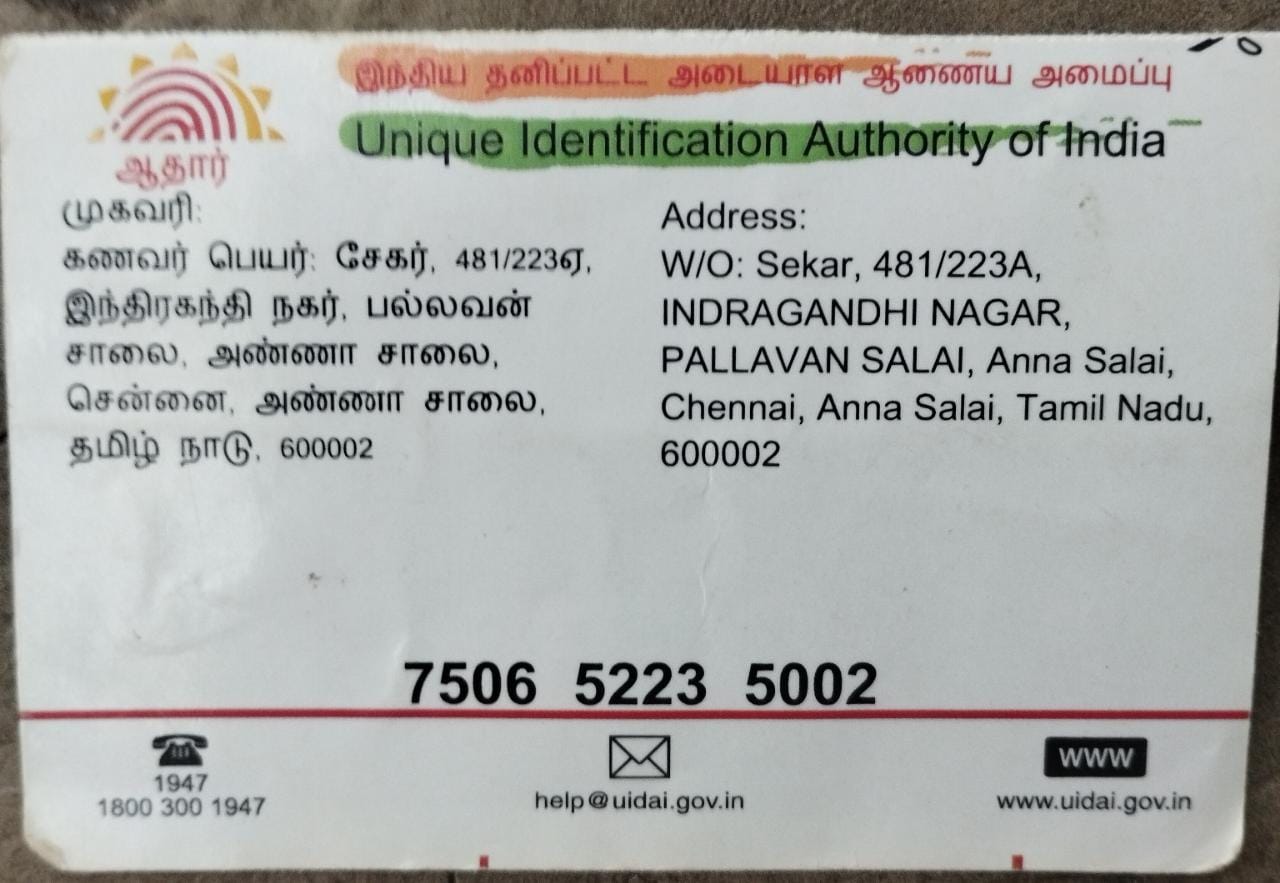 இந்திய தனிப்பட்ட அடையாள ஆணைய அமைப்பு
Unique Identification Authority of India
ஆதார்
முகவரி:
கணவர் பெயர்: சேகர், 481/223ஏ,
இந்திரகந்தி நகர், பல்லவன்
சாலை, அண்ணா சாலை,
சென்னை, அண்ணா சாலை,
தமிழ் நாடு, 600002
Address:
W/O: Sekar, 481/223A,
INDRAGANDHI NAGAR,
PALLAVAN SALAI, Anna Salai,
Chennai, Anna Salai, Tamil Nadu,
600002
7506 5223 5002
1947
1800 300 1947
help@uidai.gov.in
www
www.uidai.gov.in